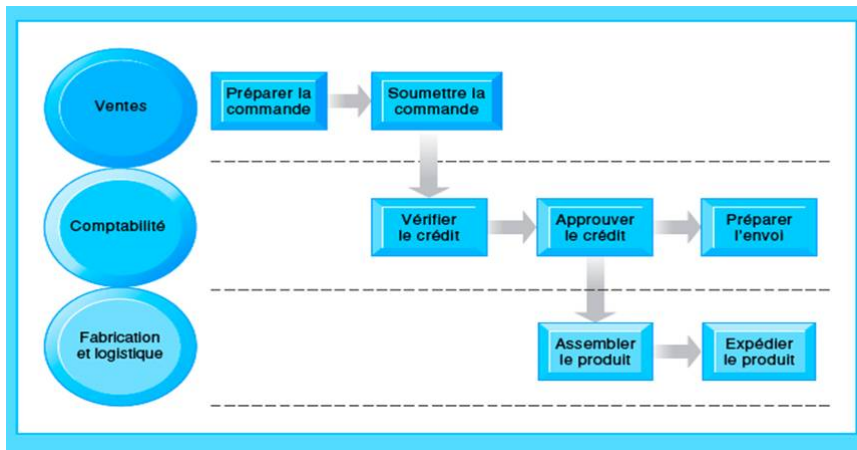 Ventes
Préparer la
commande
Soumettre la
commande
Comptabilité
Vérifier
le crédit
Approuver
le crédit
Préparer
l'envoi
Fabrication
et logistique
Assembler
le produit
Expédier
le produit